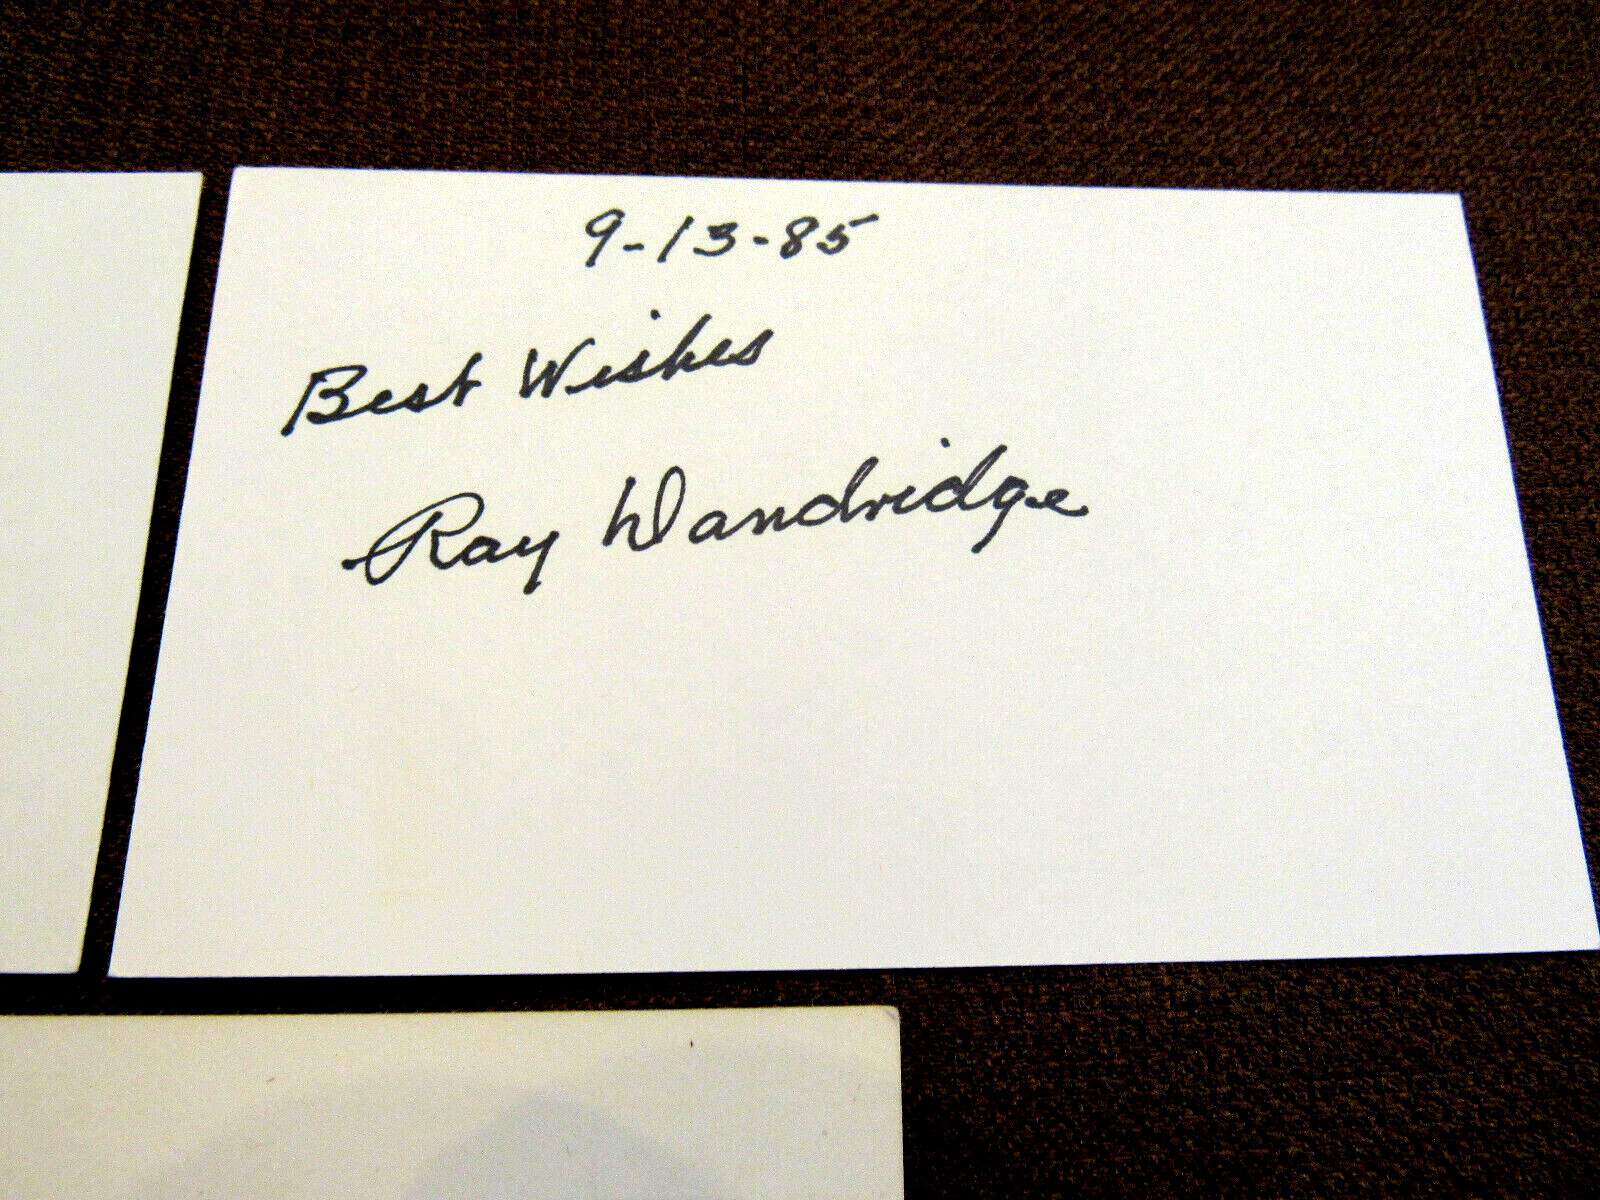 9-13-85
Best Wishes
Ray Dandridge